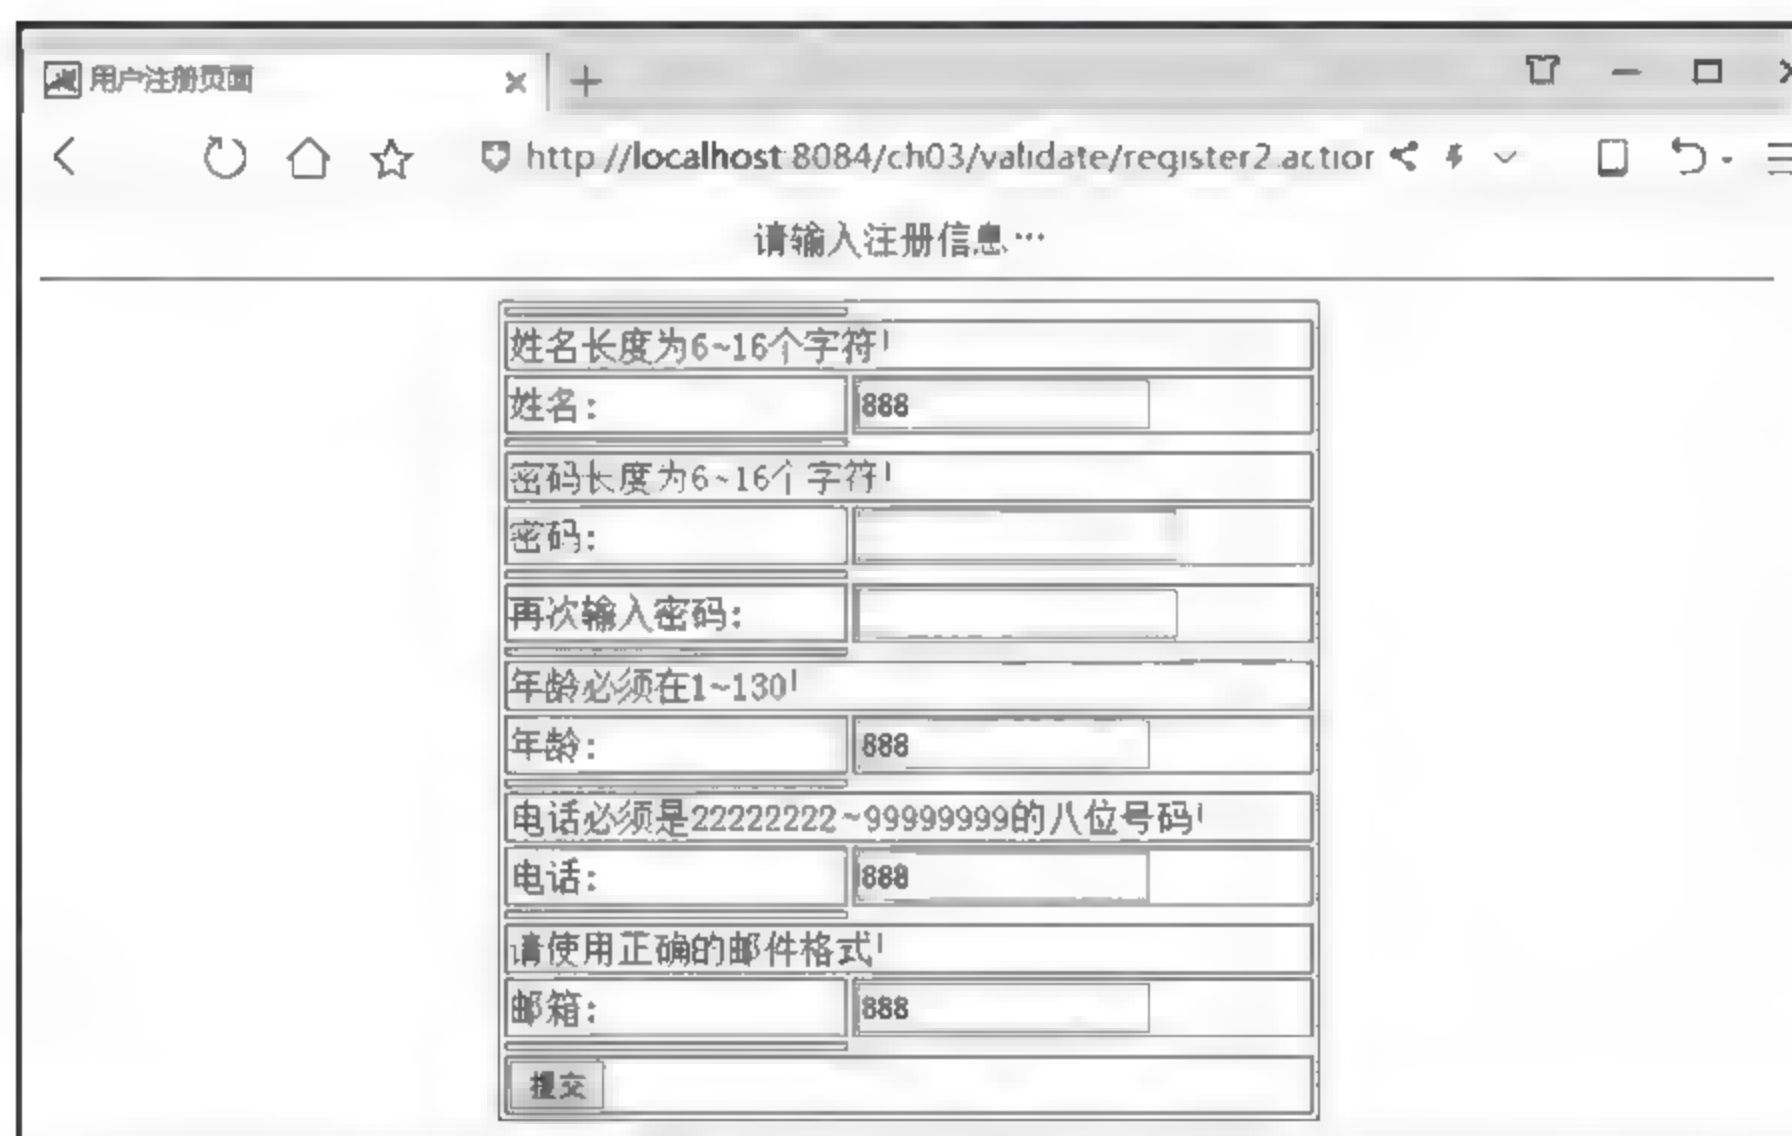 用户注册页面
http://localhost:8084/ch03/validate/register2.action
请输入注册信息…
姓名长度为6~16个字符!
姓名: 888
密码长度为6~16个字符!
密码:
再次输入密码:
年龄必须在1~130!
年龄: 888
电话必须是22222222~99999999的八位号码!
电话: 888
请使用正确的邮件格式!
邮箱: 888
提交